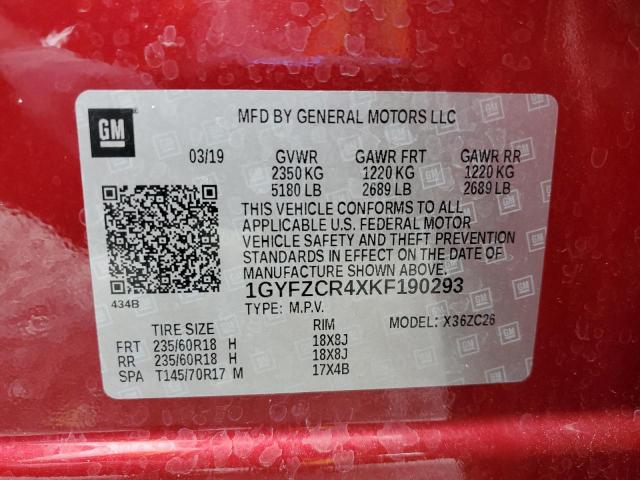 GM
MFD BY GENERAL MOTORS LLC
03/19 GVWR GAWR FRT GAWR RR
2350 KG 1220 KG 1220 KG
5180 LB 2689 LB 2689 LB
THIS VEHICLE CONFORMS TO ALL
APPLICABLE U.S. FEDERAL MOTOR
VEHICLE SAFETY AND THEFT PREVENTION
STANDARDS IN EFFECT ON THE DATE OF
MANUFACTURE SHOWN ABOVE.
434B
1GYFZCR4XKF190293
TYPE: M.P.V. MODEL: X36ZC26
TIRE SIZE RIM
FRT 235/60R18 H 18X8J
RR 235/60R18 H 18X8J
SPA T145/70R17 M 17X4B